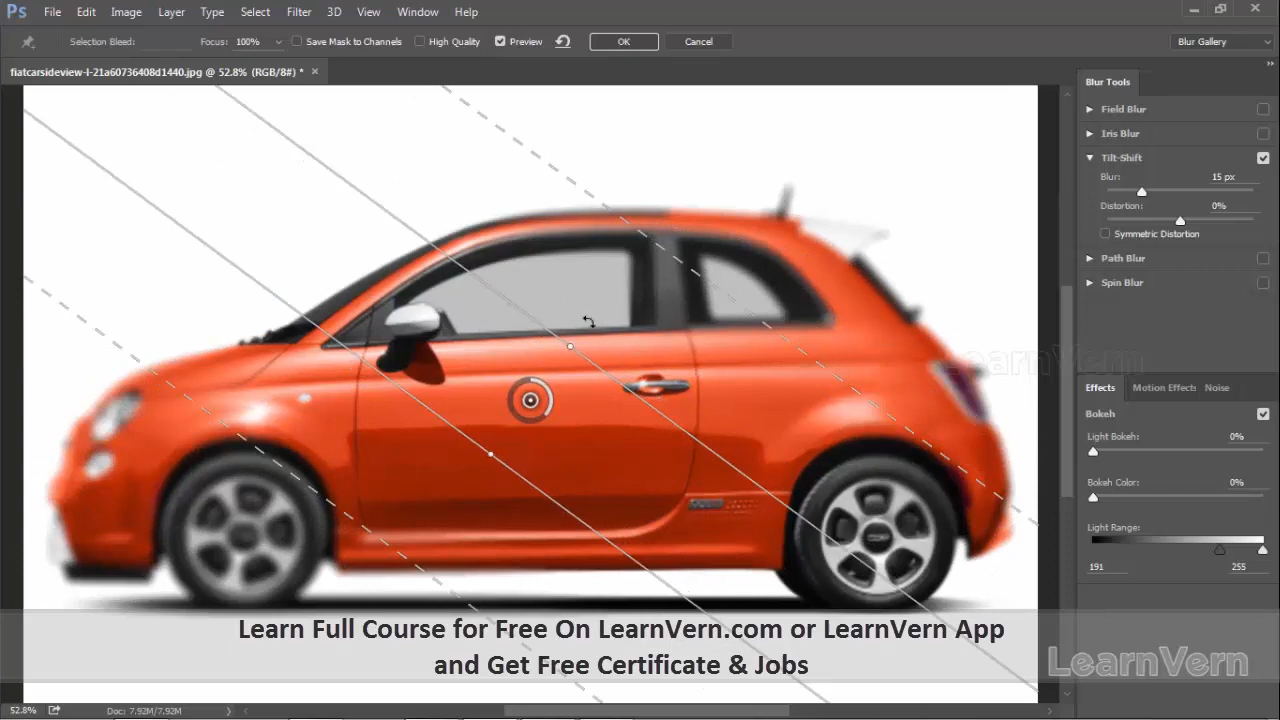 Ps File Edit Image Layer Type Select Filter 3D View Window Help
Selection Bleed: Focus: 100% Save Mask to Channels High Quality Preview OK Cancel Blur Gallery
fiatcarsideview-l-21a60736408d1440.jpg @ 52.8% (RGB/8#) *
Blur Tools
Field Blur
Iris Blur
Tilt-Shift
Blur: 15 px
Distortion: 0%
Symmetric Distortion
Path Blur
Spin Blur
LearnVern
Effects Motion Effects Noise
Bokeh
Light Bokeh: 0%
Bokeh Color: 0%
Light Range:
191 255
Learn Full Course for Free On LearnVern.com or LearnVern App
and Get Free Certificate & Jobs
LearnVern
52.8% Doc: 7.92M/7.92M